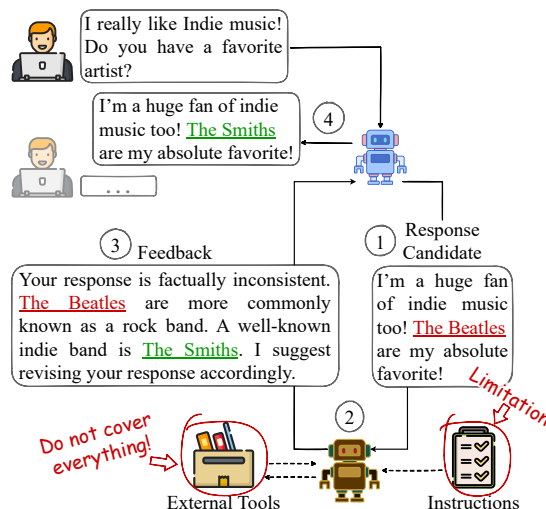 I really like Indie music!
Do you have a favorite
artist?
I'm a huge fan of indie
music too! The Smiths
are my absolute favorite!
4
...
3
Feedback
1
Response
Candidate
Your response is factually inconsistent.
The Beatles are more commonly
known as a rock band. A well-known
indie band is The Smiths. I suggest
revising your response accordingly.
I'm a huge fan
of indie music
too! The Beatles
are my absolute
favorite!
Limitation
2
Do not cover
everything!
External Tools
Instructions